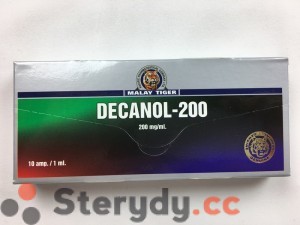 MALAY TIGER
DECANOL-200
200 mg/ml.
10 amp. / 1 ml.
Sterydy.cc